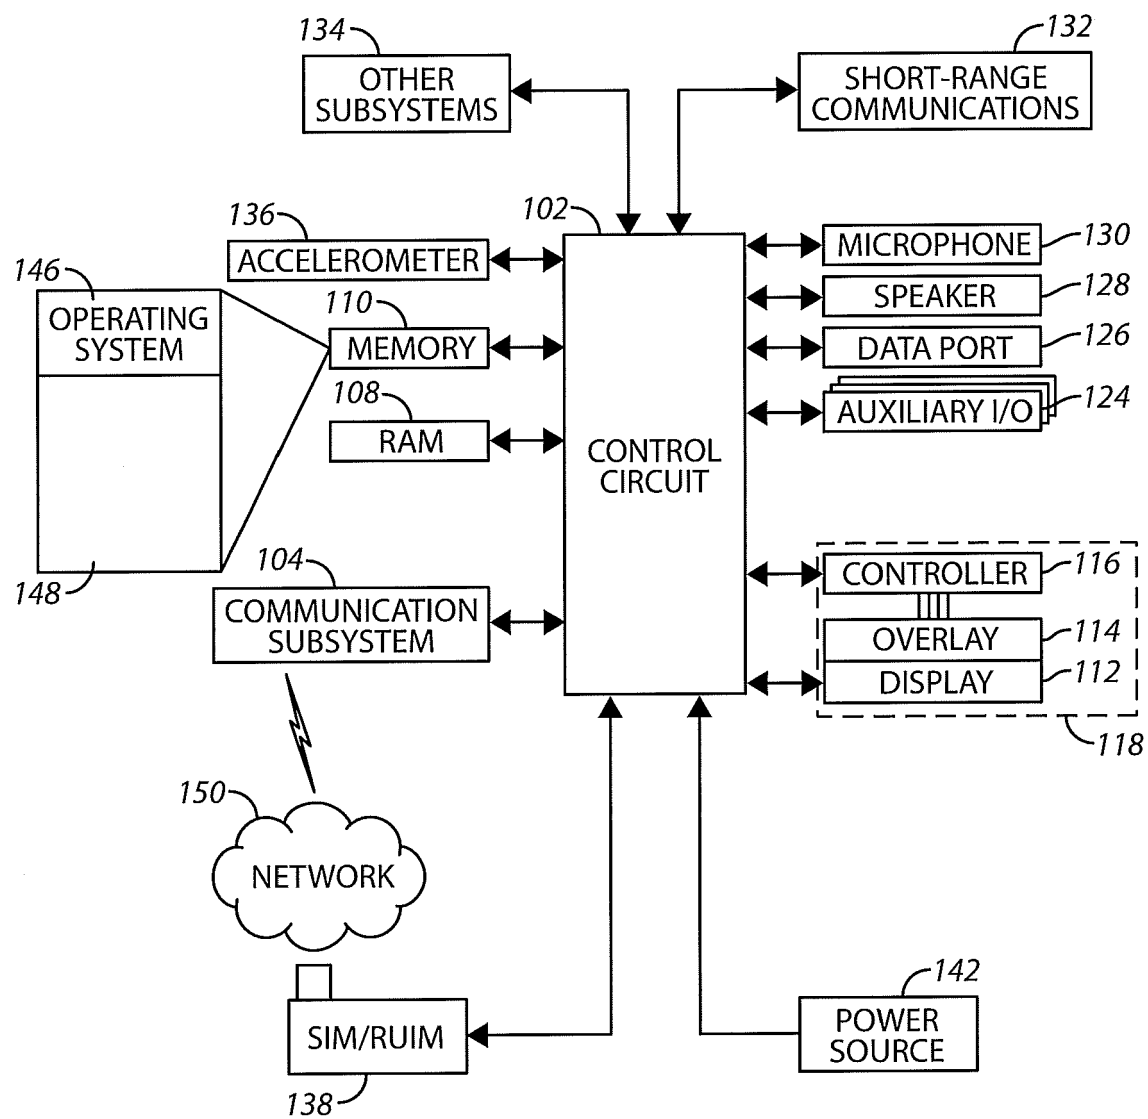 134
OTHER
SUBSYSTEMS
132
SHORT-RANGE
COMMUNICATIONS
136
ACCELEROMETER
102
MICROPHONE
130
146
OPERATING
SYSTEM
110
MEMORY
SPEAKER
128
DATA PORT
126
108
RAM
AUXILIARY I/O
124
CONTROL
CIRCUIT
148
104
COMMUNICATION
SUBSYSTEM
CONTROLLER
116
OVERLAY
114
DISPLAY
112
118
150
NETWORK
SIM/RUIM
138
142
POWER
SOURCE